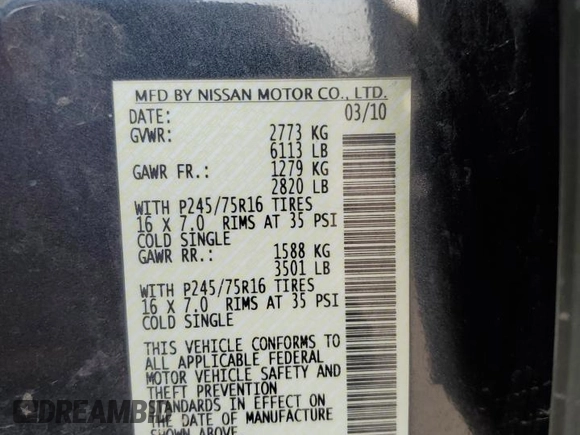 MFD BY NISSAN MOTOR CO., LTD.
DATE: 03/10
GVWR: 2773 KG
6113 LB
GAWR FR.: 1279 KG
2820 LB
WITH P245/75R16 TIRES
16 X 7.0 RIMS AT 35 PSI
COLD SINGLE
GAWR RR.: 1588 KG
3501 LB
WITH P245/75R16 TIRES
16 X 7.0 RIMS AT 35 PSI
COLD SINGLE
THIS VEHICLE CONFORMS TO
ALL APPLICABLE FEDERAL
MOTOR VEHICLE SAFETY AND
THEFT PREVENTION
STANDARDS IN EFFECT ON
THE DATE OF MANUFACTURE
SHOWN ABOVE
DREAMBID